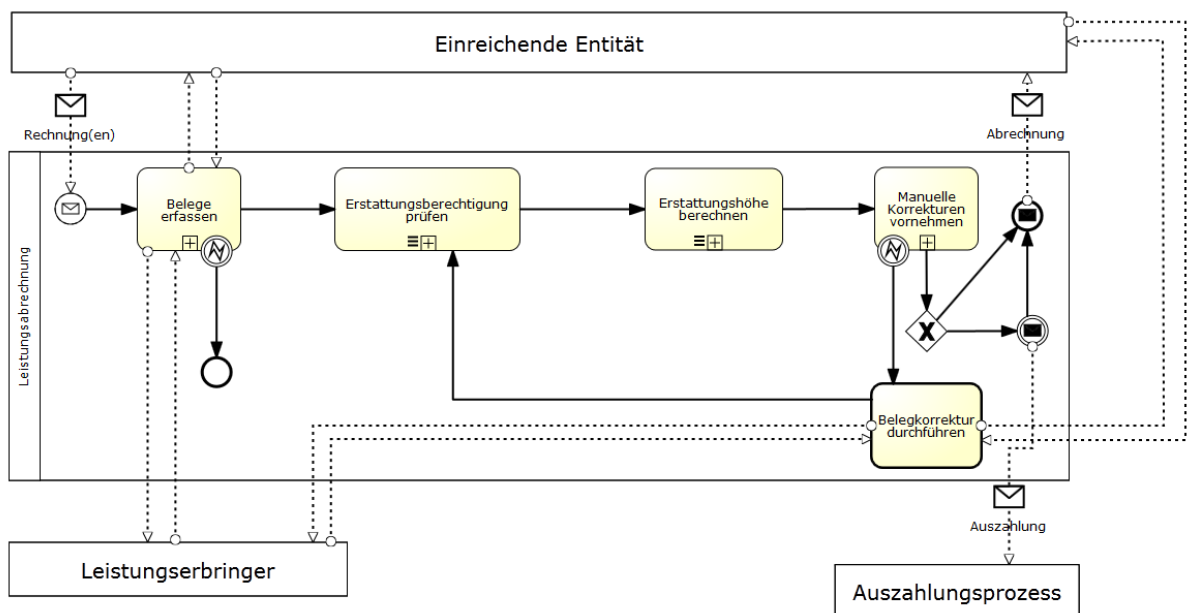 Einreichende Entität
Rechnung(en)
Abrechnung
Leistungsabrechnung
Belege
erfassen
Erstattungsberechtigung
prüfen
Erstattungshöhe
berechnen
Manuelle
Korrekturen
vornehmen
X
Belegkorrektur
durchführen
Auszahlung
Leistungserbringer
Auszahlungsprozess